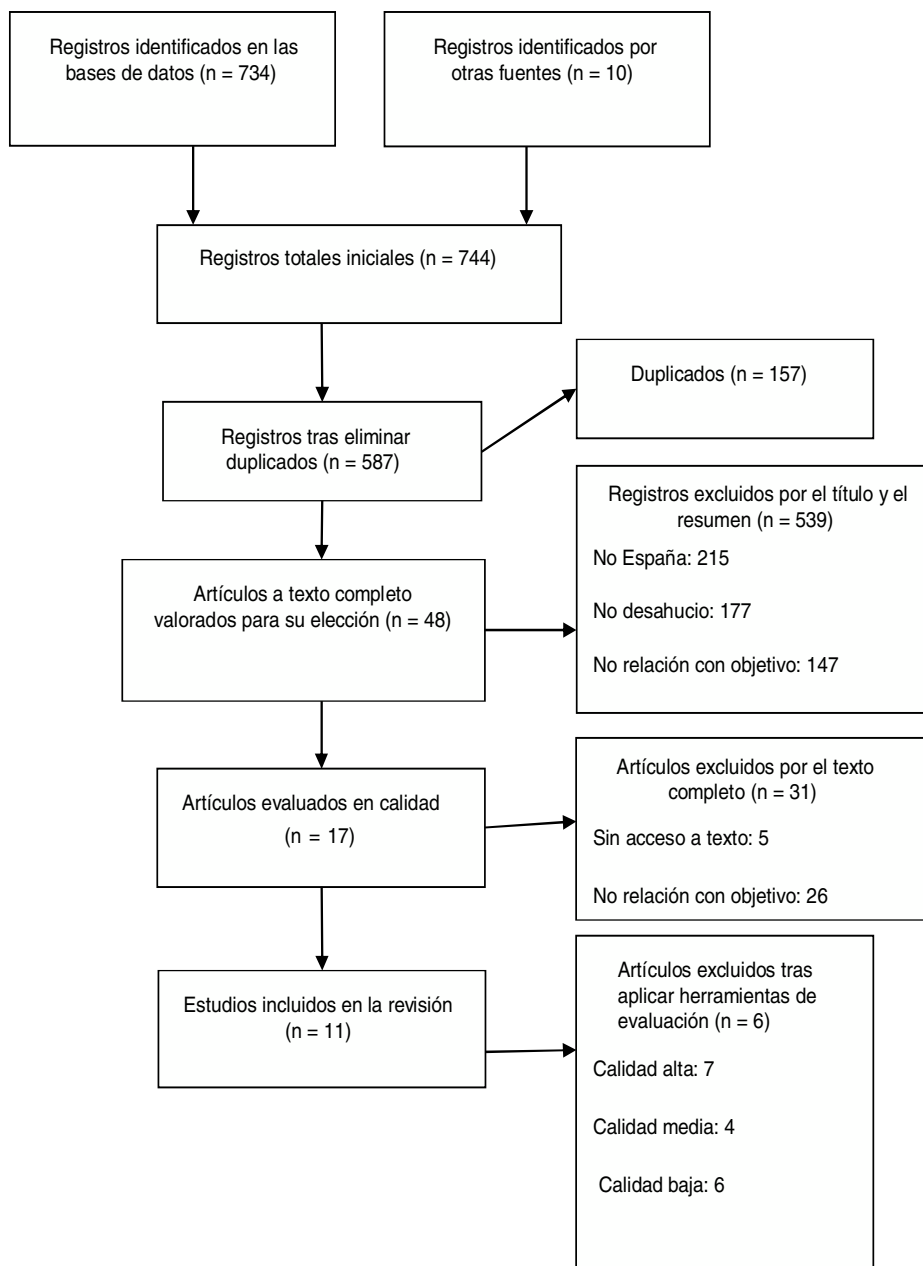 Registros identificados en las
bases de datos (n = 734)
Registros identificados por
otras fuentes (n = 10)
Registros totales iniciales (n = 744)
Duplicados (n = 157)
Registros tras eliminar
duplicados (n = 587)
Registros excluidos por el título y el
resumen (n = 539)
No España: 215
No desahucio: 177
No relación con objetivo: 147
Artículos a texto completo
valorados para su elección (n = 48)
Artículos excluidos por el texto
completo (n = 31)
Sin acceso a texto: 5
No relación con objetivo: 26
Artículos evaluados en calidad
(n = 17)
Artículos excluidos tras
aplicar herramientas de
evaluación (n = 6)
Calidad alta: 7
Calidad media: 4
Calidad baja: 6
Estudios incluidos en la revisión
(n = 11)